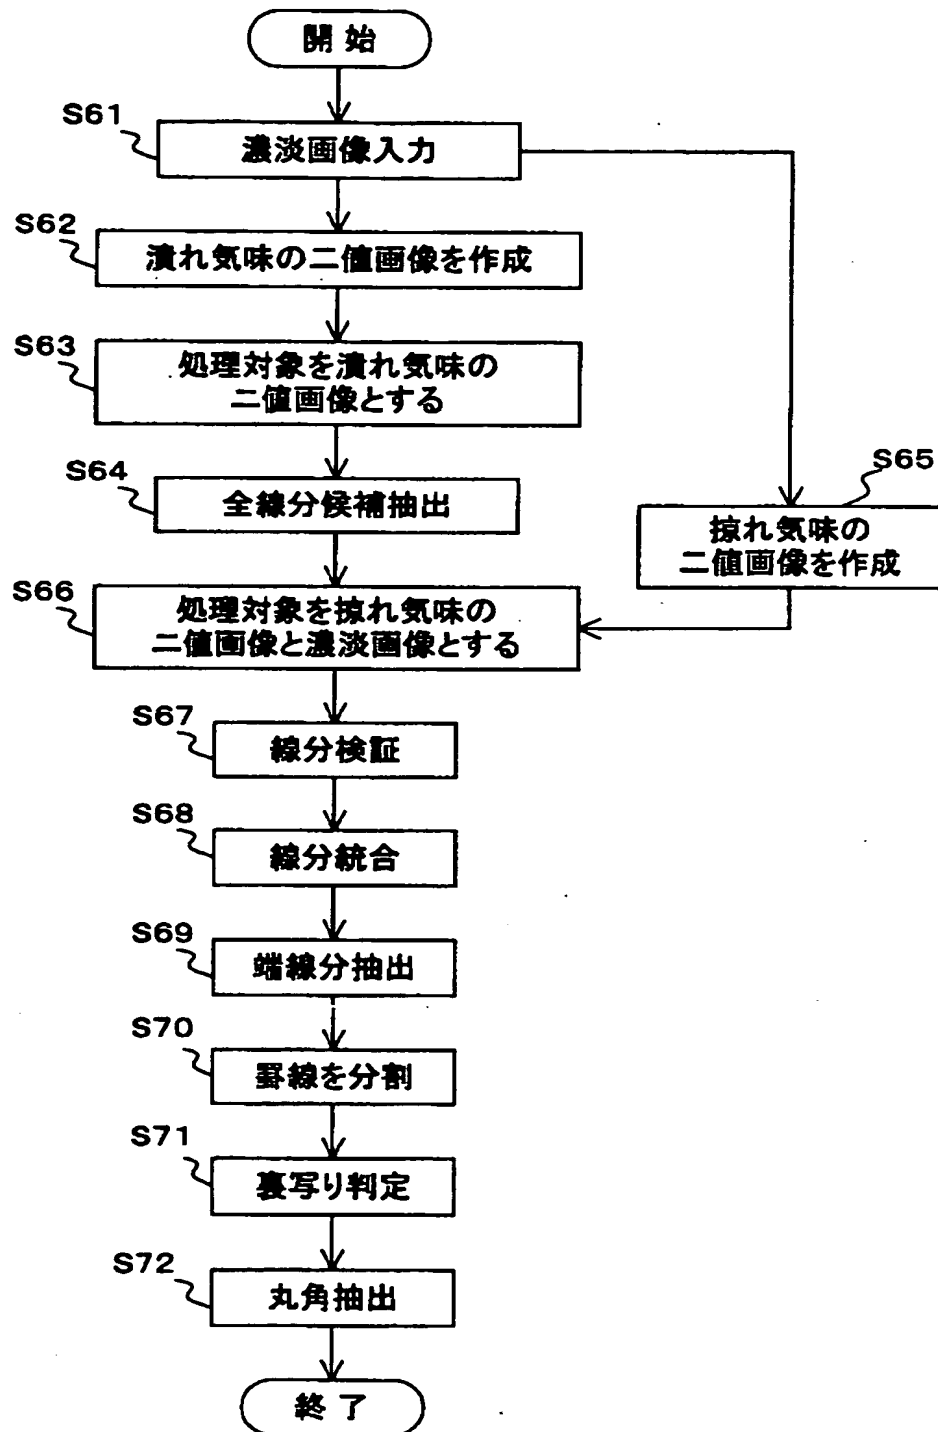 開始
S61
濃淡画像入力
S62
潰れ気味の二値画像を作成
S63
処理対象を潰れ気味の
二値画像とする
S64
全線分候補抽出
S65
掠れ気味の
二値画像を作成
S66
処理対象を掠れ気味の
二値画像と濃淡画像とする
S67
線分検証
S68
線分統合
S69
端線分抽出
S70
罫線を分割
S71
裏写り判定
S72
丸角抽出
終了